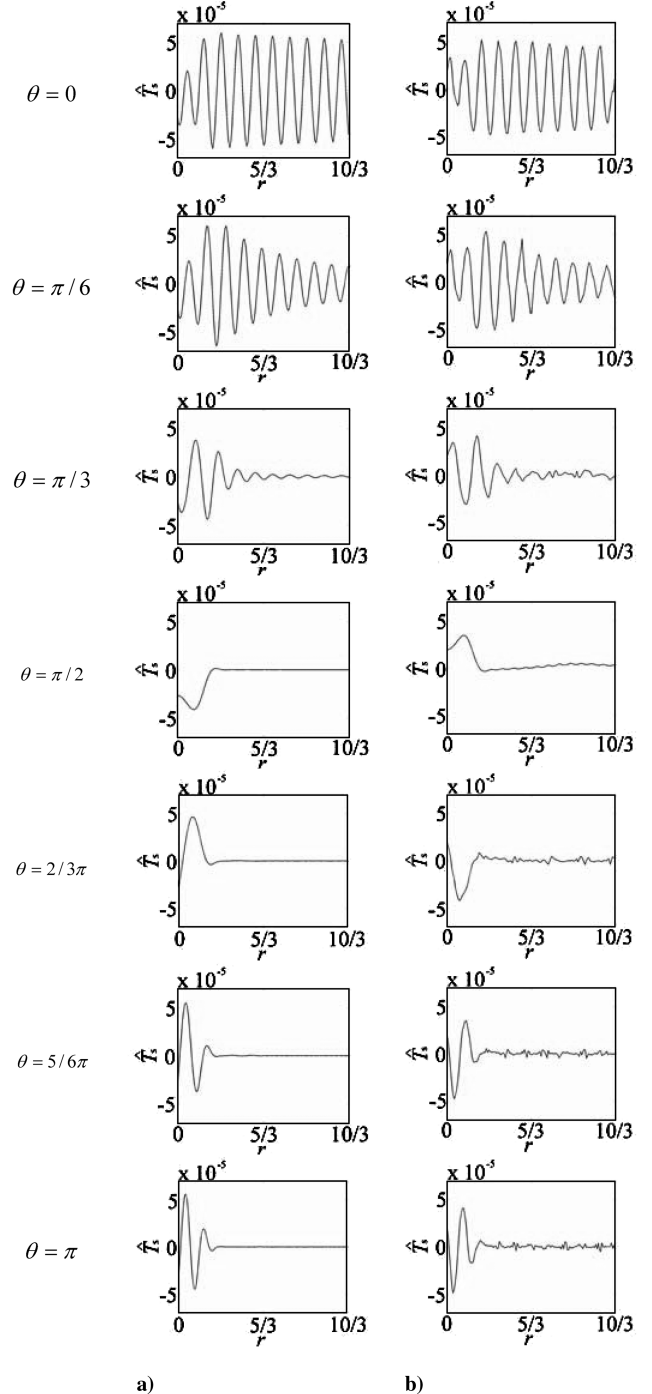 x 10⁻⁵ x 10⁻⁵
θ = 0 T̂ₛ 5 0 -5 T̂ₛ 5 0 -5
0 5/3 10/3 0 5/3 10/3
r r
x 10⁻⁵ x 10⁻⁵
θ = π / 6 T̂ₛ 5 0 -5 T̂ₛ 5 0 -5
0 5/3 10/3 0 5/3 10/3
r r
x 10⁻⁵ x 10⁻⁵
θ = π / 3 T̂ₛ 5 0 -5 T̂ₛ 5 0 -5
0 5/3 10/3 0 5/3 10/3
r r
x 10⁻⁵ x 10⁻⁵
θ = π / 2 T̂ₛ 5 0 -5 T̂ₛ 5 0 -5
0 5/3 10/3 0 5/3 10/3
r r
x 10⁻⁵ x 10⁻⁵
θ = 2 / 3π T̂ₛ 5 0 -5 T̂ₛ 5 0 -5
0 5/3 10/3 0 5/3 10/3
r r
x 10⁻⁵ x 10⁻⁵
θ = 5 / 6π T̂ₛ 5 0 -5 T̂ₛ 5 0 -5
0 5/3 10/3 0 5/3 10/3
r r
x 10⁻⁵ x 10⁻⁵
θ = π T̂ₛ 5 0 -5 T̂ₛ 5 0 -5
0 5/3 10/3 0 5/3 10/3
r r
a) b)